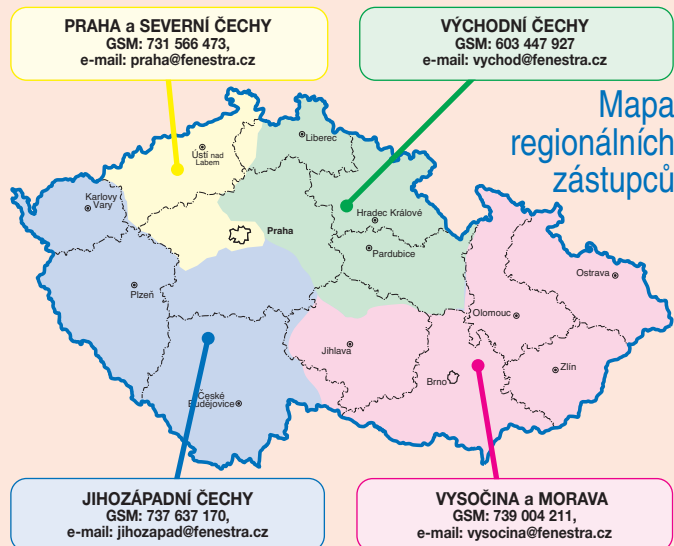 PRAHA a SEVERNÍ ČECHY
GSM: 731 566 473,
e-mail: praha@fenestra.cz
VÝCHODNÍ ČECHY
GSM: 603 447 927
e-mail: vychod@fenestra.cz
Mapa
regionálních
zástupců
Liberec
Ústí nad
Labem
Karlovy
Vary
Hradec Králové
Praha
Pardubice
Ostrava
Plzeň
Olomouc
Jihlava
Zlín
Brno
České
Budějovice
JIHOZÁPADNÍ ČECHY
GSM: 737 637 170,
e-mail: jihozapad@fenestra.cz
VYSOČINA a MORAVA
GSM: 739 004 211,
e-mail: vysocina@fenestra.cz